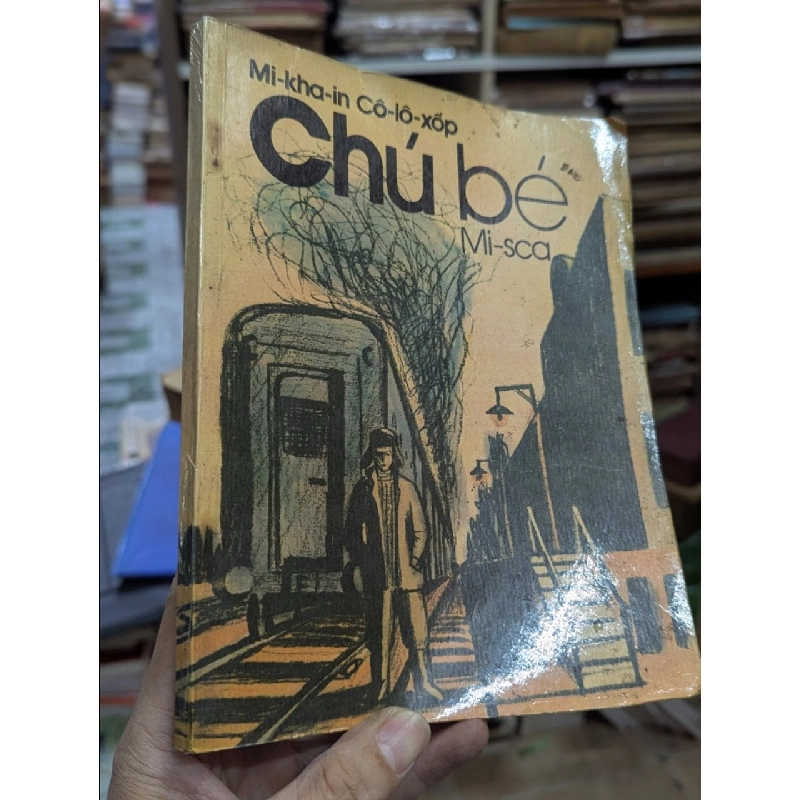 Mi-kha-in Cô-lô-xốp
Chú bé
Mi-sca